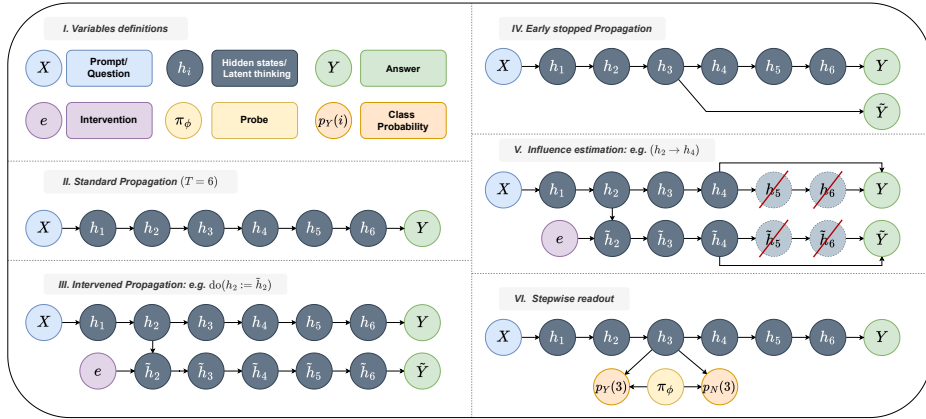 I. Variables definitions
X
Prompt/
Question
h_i
Hidden states/
Latent thinking
Y
Answer
e
Intervention
π_ϕ
Probe
p_Y(i)
Class
Probability
II. Standard Propagation (T = 6)
X h_1 h_2 h_3 h_4 h_5 h_6 Y
III. Intervened Propagation: e.g. do(h_2 := h̃_2)
X h_1 h_2 h_3 h_4 h_5 h_6 Y
e h̃_2 h̃_3 h̃_4 h̃_5 h̃_6 Ỹ
IV. Early stopped Propagation
X h_1 h_2 h_3 h_4 h_5 h_6 Y
Ỹ
V. Influence estimation: e.g. (h_2 → h_4)
X h_1 h_2 h_3 h_4 h_5 h_6 Y
e h̃_2 h̃_3 h̃_4 h̃_5 h̃_6 Ỹ
VI. Stepwise readout
X h_1 h_2 h_3 h_4 h_5 h_6 Y
p_Y(3) π_ϕ p_N(3)